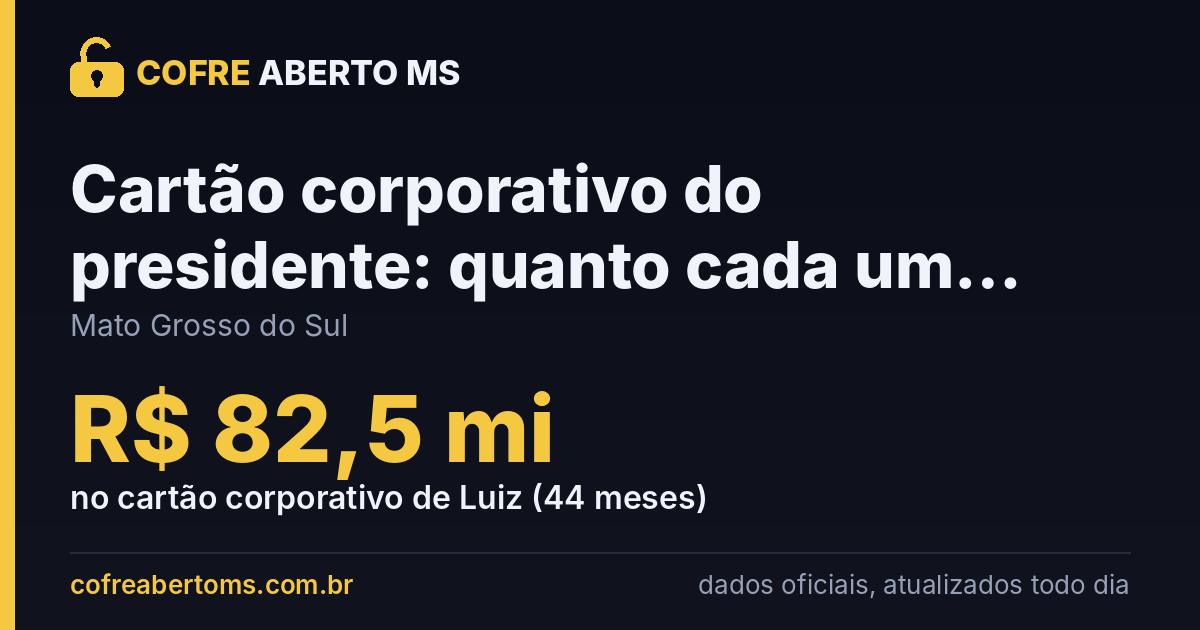 COFRE ABERTO MS
Cartão corporativo do
presidente: quanto cada um...
Mato Grosso do Sul
R$ 82,5 mi
no cartão corporativo de Luiz (44 meses)
cofreabertoms.com.br
dados oficiais, atualizados todo dia